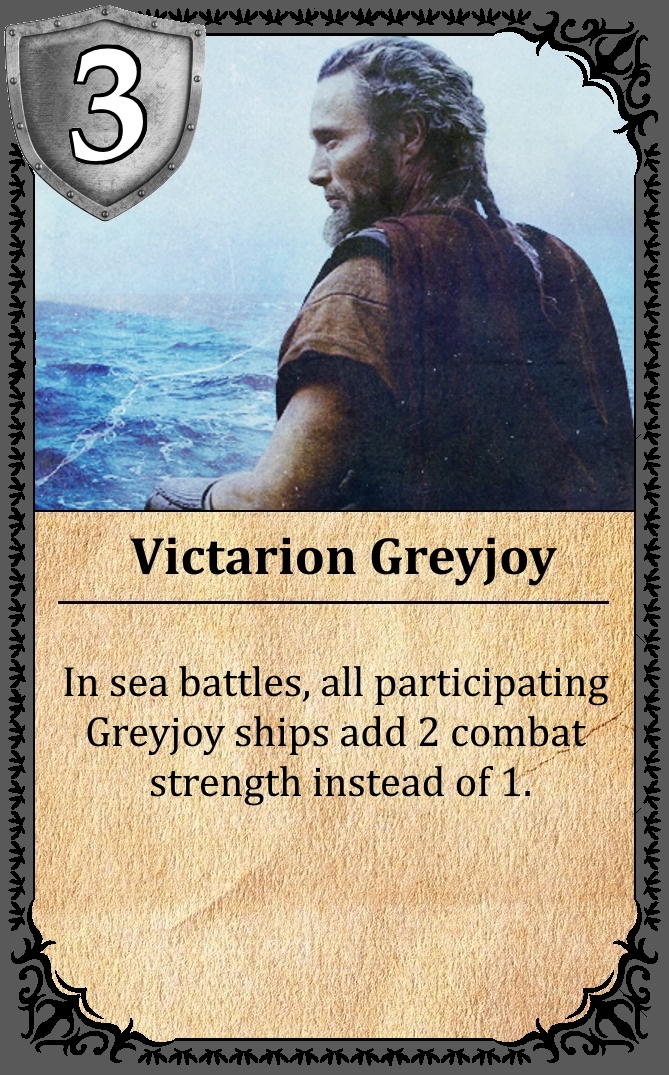 3
Victarion Greyjoy
In sea battles, all participating
Greyjoy ships add 2 combat
strength instead of 1.